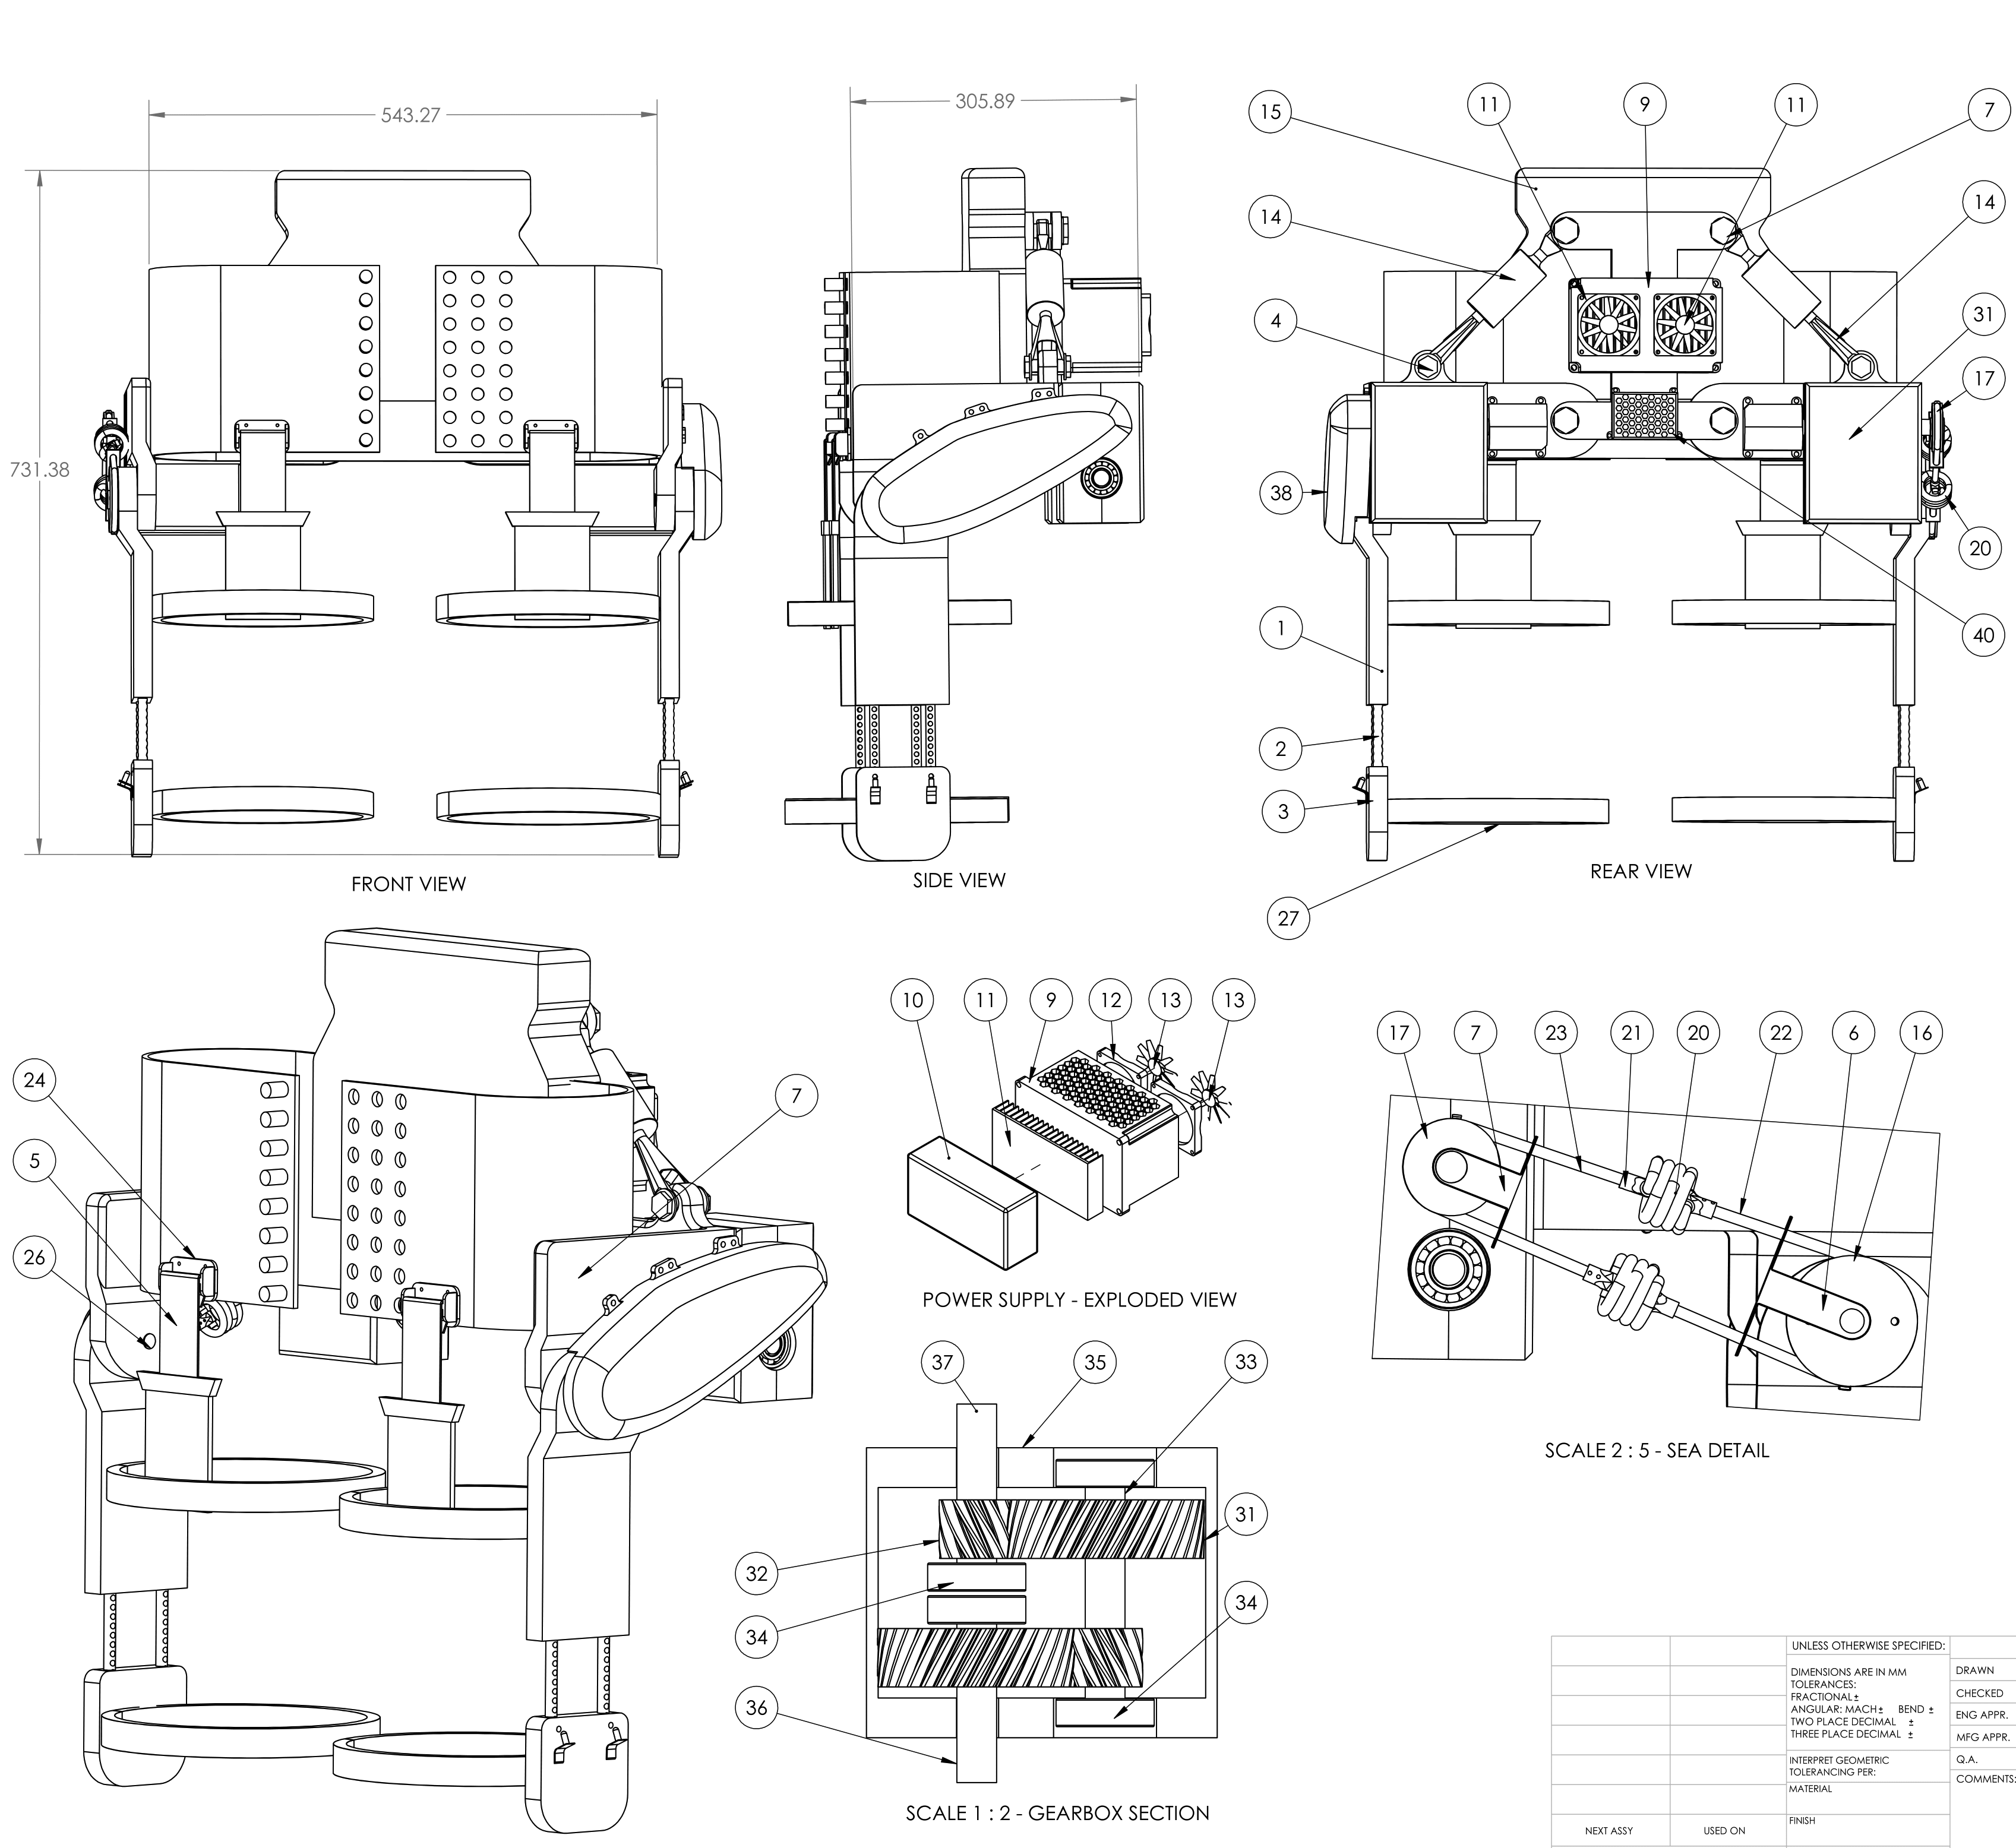 543.27
305.89
731.38
15
11
9
11
7
14
14
4
31
17
38
20
1
40
2
3
27
FRONT VIEW
SIDE VIEW
REAR VIEW
24
5
26
7
10
11
9
12
13
13
POWER SUPPLY - EXPLODED VIEW
17
7
23
21
20
22
6
16
SCALE 2 : 5 - SEA DETAIL
37
35
33
31
32
34
34
36
SCALE 1 : 2 - GEARBOX SECTION
UNLESS OTHERWISE SPECIFIED:
DIMENSIONS ARE IN MM
TOLERANCES:
FRACTIONAL ±
ANGULAR: MACH ± BEND ±
TWO PLACE DECIMAL ±
THREE PLACE DECIMAL ±
INTERPRET GEOMETRIC
TOLERANCING PER:
MATERIAL
FINISH
NEXT ASSY
USED ON
DRAWN
CHECKED
ENG APPR.
MFG APPR.
Q.A.
COMMENTS: